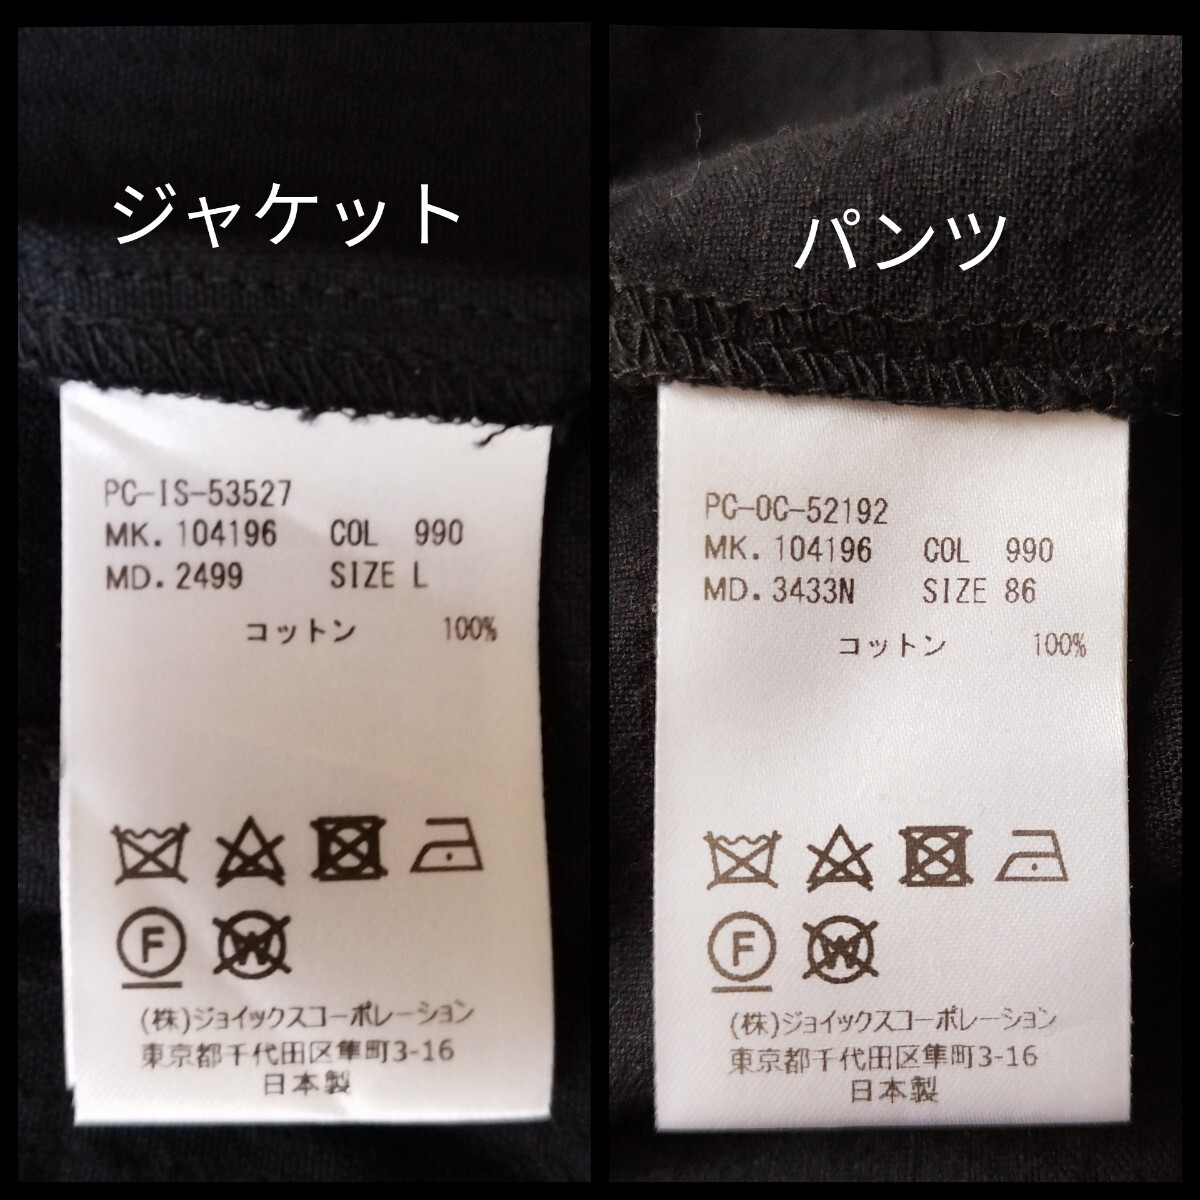 ジャケット
PC-IS-53527
MK. 104196 COL 990
MD. 2499 SIZE L
コットン 100%
F
W
(株)ジョイックスコーポレーション
東京都千代田区隼町3-16
日本製
パンツ
PC-OC-52192
MK. 104196 COL 990
MD. 3433N SIZE 86
コットン 100%
F
W
(株)ジョイックスコーポレーション
東京都千代田区隼町3-16
日本製